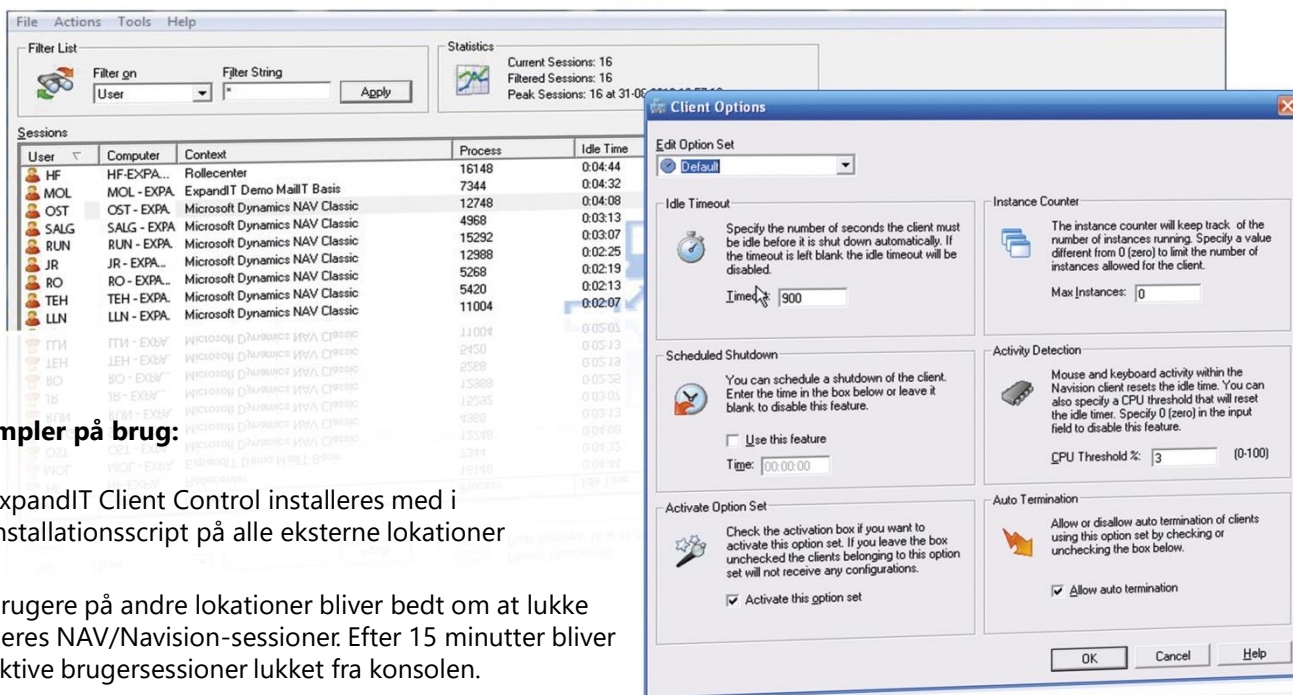 File Actions Tools Help
Filter List
Filter on
Filter String
User
*
Apply
Statistics
Current Sessions: 16
Filtered Sessions: 16
Peak Sessions: 16 at 31-0
Sessions
User Computer Context Process Idle Time
HF HF-EXPA... Rollecenter 16148 0:04:44
MOL MOL - EXPA. ExpandIT Demo MailIT Basis 7344 0:04:32
OST OST - EXPA. Microsoft Dynamics NAV Classic 12748 0:04:08
SALG SALG - EXPA Microsoft Dynamics NAV Classic 4968 0:03:13
RUN RUN - EXPA. Microsoft Dynamics NAV Classic 15292 0:03:07
JR JR - EXPA... Microsoft Dynamics NAV Classic 12988 0:02:25
RO RO - EXPA... Microsoft Dynamics NAV Classic 5268 0:02:19
TEH TEH - EXPA. Microsoft Dynamics NAV Classic 5420 0:02:13
LLN LLN - EXPA. Microsoft Dynamics NAV Classic 11004 0:02:07
mpler på brug:
xpandIT Client Control installeres med i
nstallationsscript på alle eksterne lokationer
rugere på andre lokationer bliver bedt om at lukke
eres NAV/Navision-sessioner. Efter 15 minutter bliver
ktive brugersessioner lukket fra konsolen.
Client Options
Edit Option Set
Default
Idle Timeout
Specify the number of seconds the client must
be idle before it is shut down automatically. If
the timeout is left blank the idle timeout will be
disabled.
900
Instance Counter
The instance counter will keep track of the
number of instances running. Specify a value
different from 0 (zero) to limit the number of
instances allowed for the client.
Max Instances: 0
Scheduled Shutdown
You can schedule a shutdown of the client.
Enter the time in the box below or leave it
blank to disable this feature.
Use this feature
Time: 00:00:00
Activity Detection
Mouse and keyboard activity within the
Navision client resets the idle time. You can
also specify a CPU threshold that will reset
the idle timer. Specify 0 (zero) in the input
field to disable this feature.
CPU Threshold %: 3 (0-100)
Activate Option Set
Check the activation box if you want to
activate this option set. If you leave the box
unchecked the clients belonging to this option
set will not receive any configurations.
Activate this option set
Auto Termination
Allow or disallow auto termination of clients
using this option set by checking or
unchecking the box below.
Allow auto termination
OK Cancel Help